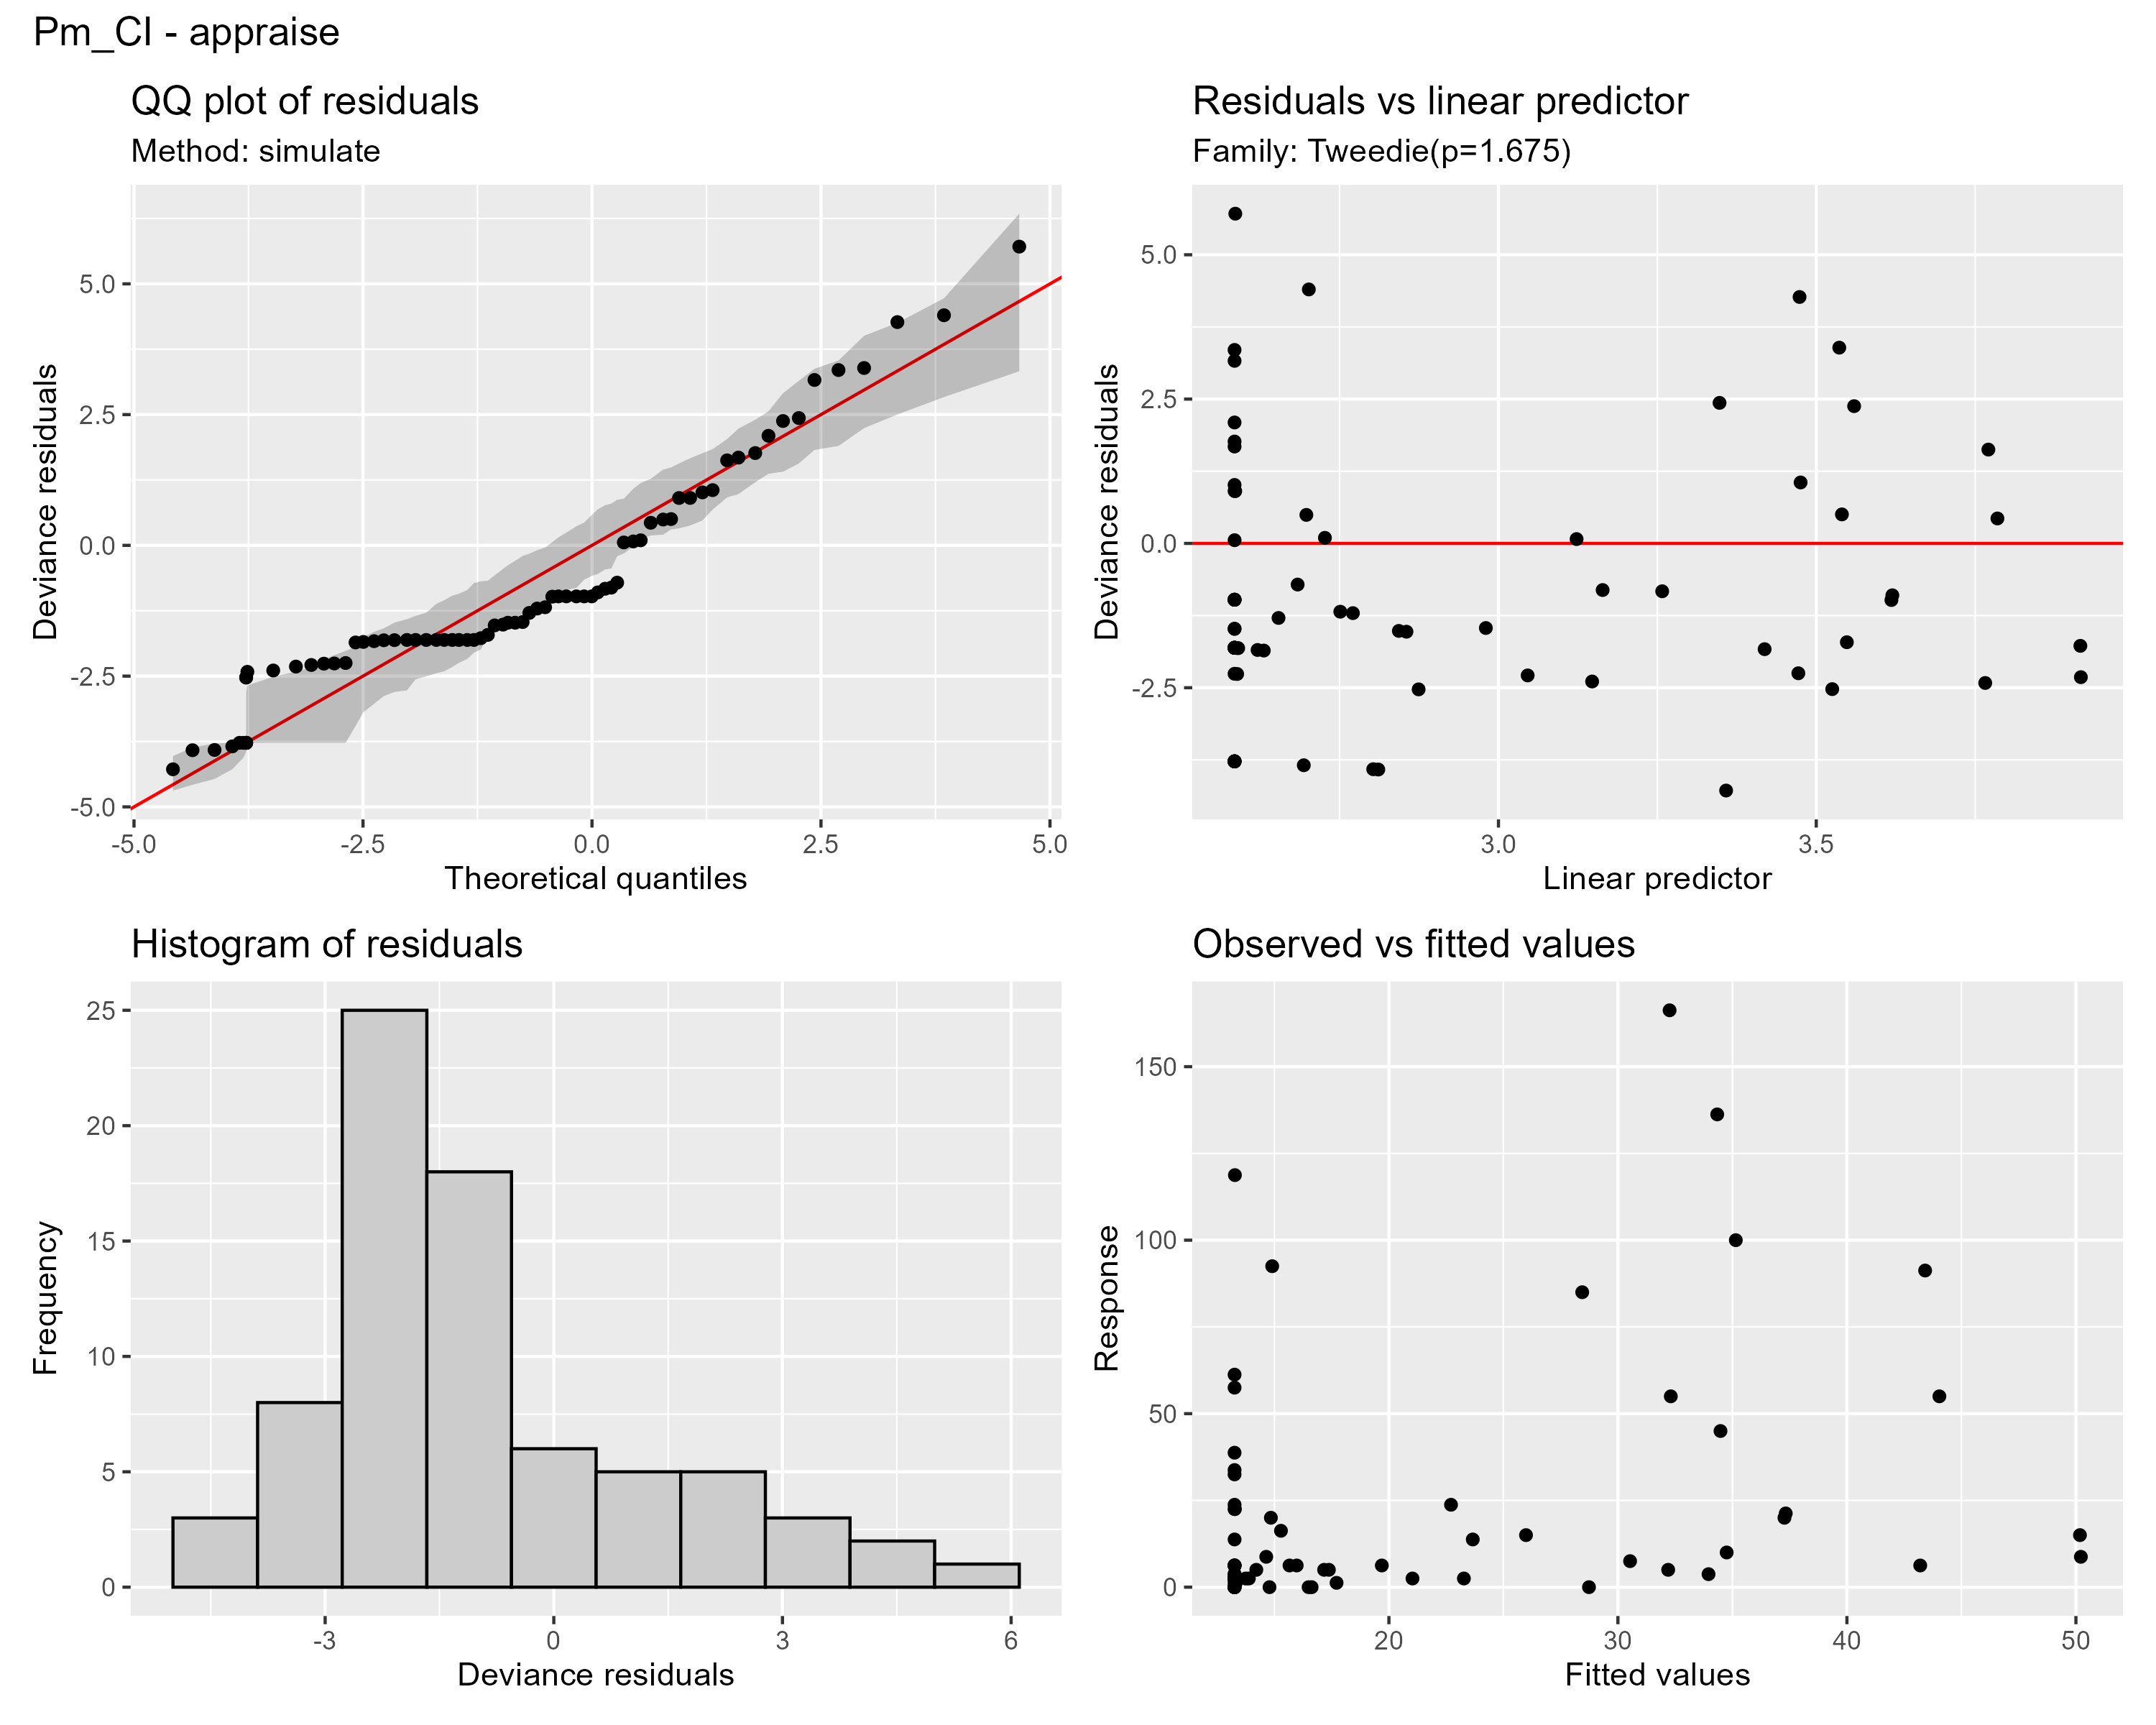 Pm_Cl - appraise
QQ plot of residuals
Method: simulate
5.0
2.5
0.0
-2.5
-5.0
Deviance residuals
-5.0 -2.5 0.0 2.5 5.0
Theoretical quantiles
Residuals vs linear predictor
Family: Tweedie(p=1.675)
5.0
2.5
0.0
-2.5
Deviance residuals
3.0 3.5
Linear predictor
Histogram of residuals
25
20
15
10
5
0
Frequency
-3 0 3 6
Deviance residuals
Observed vs fitted values
150
100
50
0
Response
20 30 40 50
Fitted values